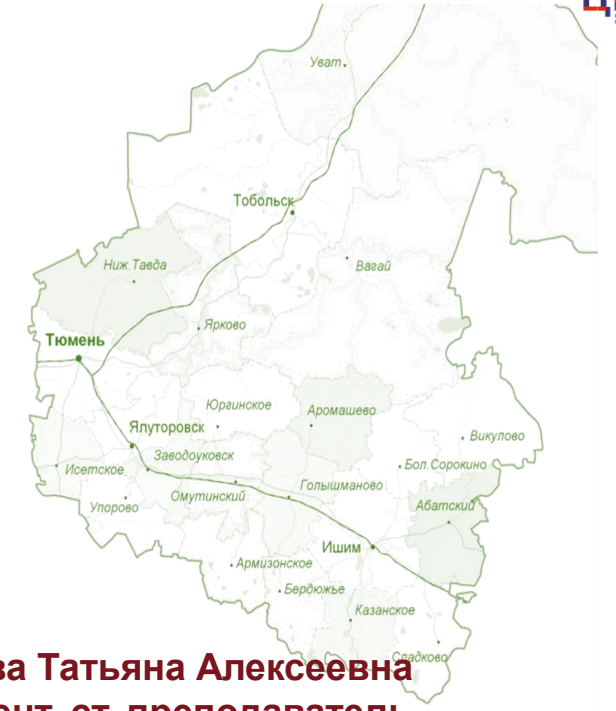 Уват
Тобольск
Ниж.Тавда
Вагай
Ярково
Тюмень
Юргинское
Аромашево
Ялуторовск
Викулово
Заводоуковск
Бол.Сорокино
Исетское
Голышманово
Омутинский
Абатский
Упорово
Ишим
Армизонское
Бердюжье
Казанское
Сладково
ва Татьяна Алексеевна